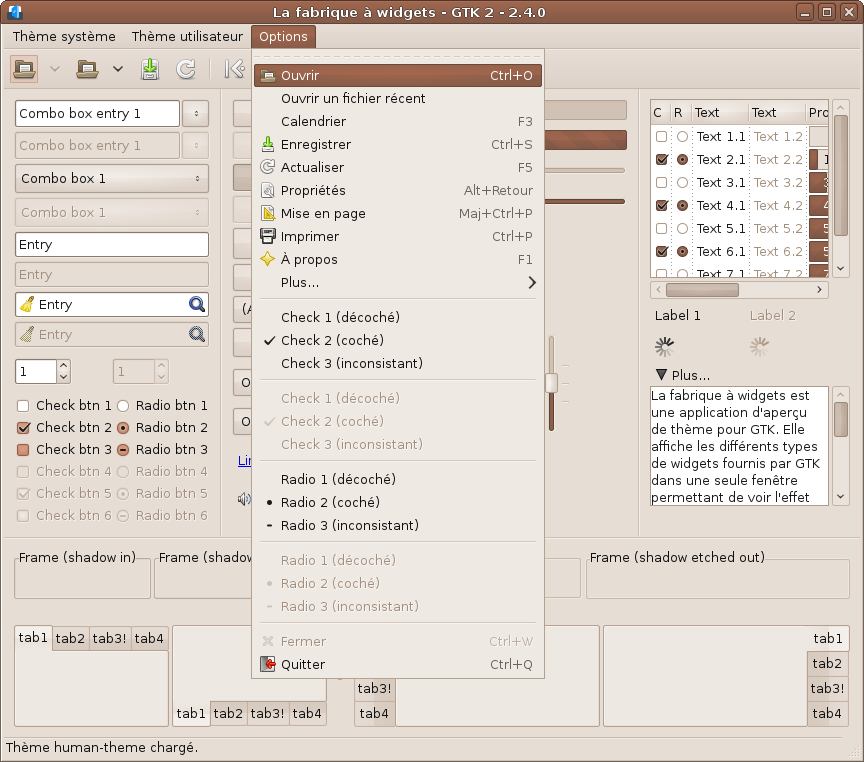 La fabrique à widgets - GTK 2 - 2.4.0
Thème système Thème utilisateur Options
Ouvrir Ctrl+O
Ouvrir un fichier récent
Calendrier F3
Enregistrer Ctrl+S
Actualiser F5
Propriétés Alt+Retour
Mise en page Maj+Ctrl+P
Imprimer Ctrl+P
À propos F1
Plus...
Check 1 (décoché)
Check 2 (coché)
Check 3 (inconsistant)
Check 1 (décoché)
Check 2 (coché)
Check 3 (inconsistant)
Radio 1 (décoché)
Radio 2 (coché)
Radio 3 (inconsistant)
Radio 1 (décoché)
Radio 2 (coché)
Radio 3 (inconsistant)
Fermer Ctrl+W
Quitter Ctrl+Q
Combo box entry 1
Combo box entry 1
Combo box 1
Combo box 1
Entry
Entry
Entry
Entry
1 1
Check btn 1 Radio btn 1
Check btn 2 Radio btn 2
Check btn 3 Radio btn 3
Check btn 4 Radio btn 4
Check btn 5 Radio btn 5
Check btn 6 Radio btn 6
C R Text Text Pro
Text 1.1 Text 1.2
Text 2.1 Text 2.2 1
Text 3.1 Text 3.2 3
Text 4.1 Text 4.2 4
Text 5.1 Text 5.2 5
Text 6.1 Text 6.2 5
Text 7.1 Text 7.2 7
Label 1 Label 2
Plus...
La fabrique à widgets est
une application d'aperçu
de thème pour GTK. Elle
affiche les différents types
de widgets fournis par GTK
dans une seule fenêtre
permettant de voir l'effet
Frame (shadow in) Frame (shadow Frame (shadow etched out)
tab1 tab2 tab3! tab4
tab1 tab2 tab3! tab4
tab3!
tab4
tab1
tab2
tab3!
tab4
Thème human-theme chargé.